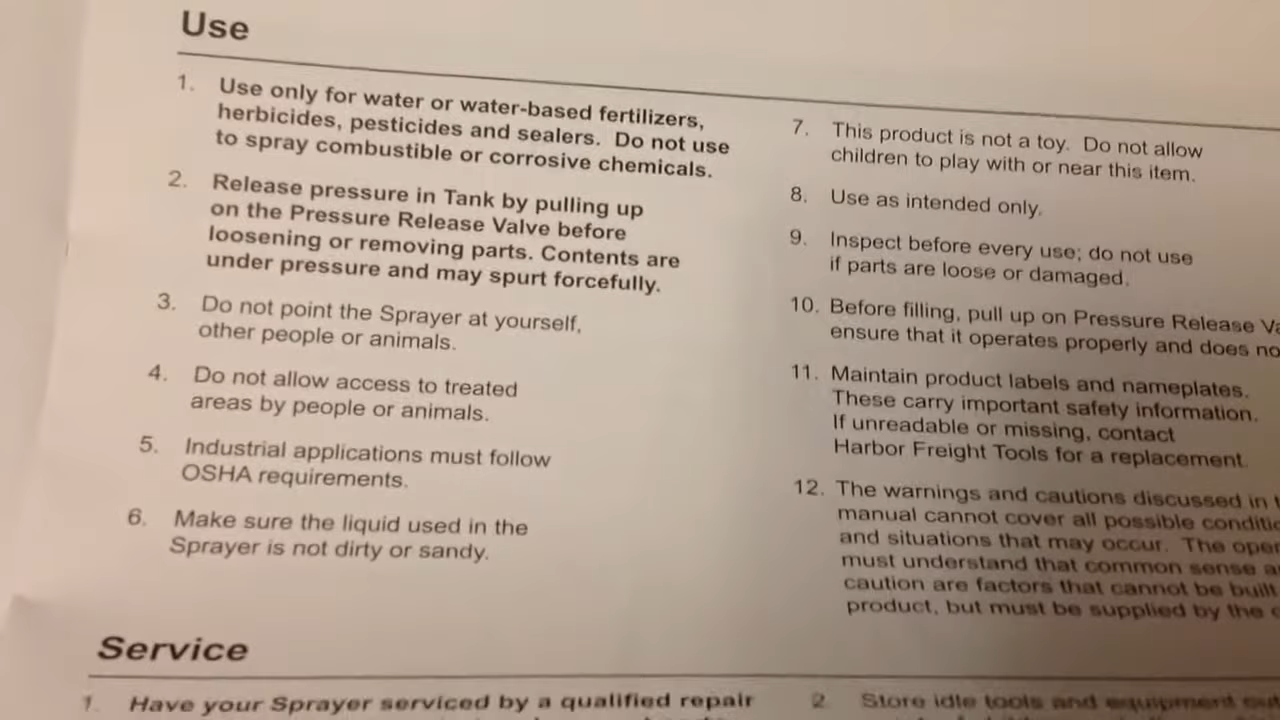 Use
1. Use only for water or water-based fertilizers,
herbicides, pesticides and sealers. Do not use
to spray combustible or corrosive chemicals.
2. Release pressure in Tank by pulling up
on the Pressure Release Valve before
loosening or removing parts. Contents are
under pressure and may spurt forcefully.
3. Do not point the Sprayer at yourself,
other people or animals.
4. Do not allow access to treated
areas by people or animals.
5. Industrial applications must follow
OSHA requirements.
6. Make sure the liquid used in the
Sprayer is not dirty or sandy.
7. This product is not a toy. Do not allow
children to play with or near this item.
8. Use as intended only.
9. Inspect before every use; do not use
if parts are loose or damaged.
10. Before filling, pull up on Pressure Release
ensure that it operates properly and does
11. Maintain product labels and nameplates.
These carry important safety information.
If unreadable or missing, contact
Harbor Freight Tools for a replacement.
12. The warnings and cautions discussed in
manual cannot cover all possible
and situations that may occur. The
must understand that common sense
caution are factors that cannot be built
product, but must be supplied by the
Service
1. Have your Sprayer serviced by a qualified repair
2. Store idle tools and equipment